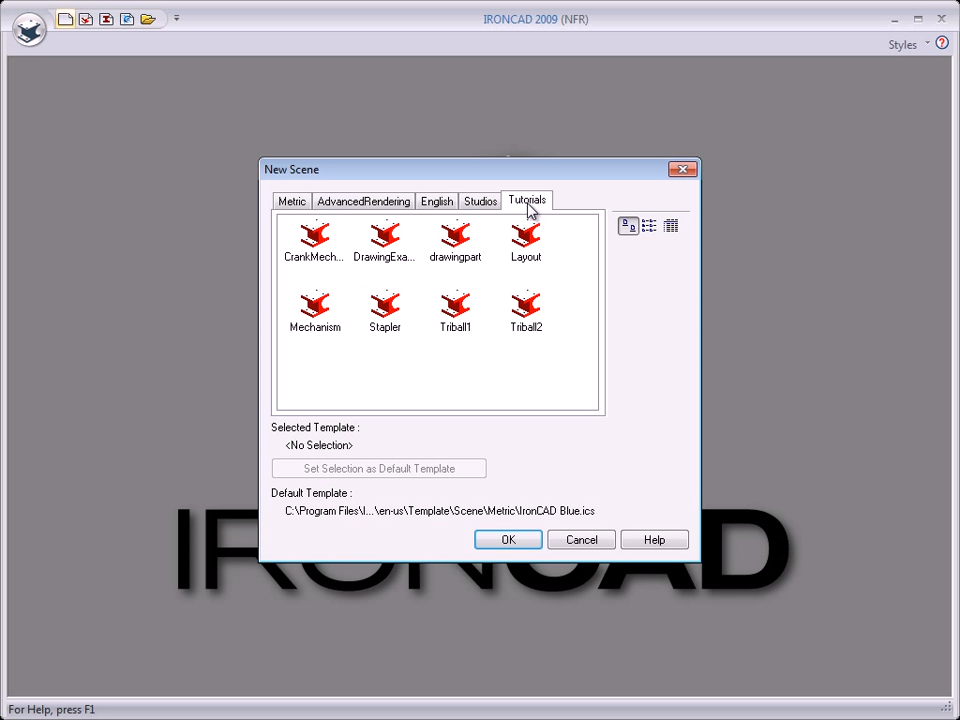 IRONCAD 2009 (NFR)
Styles
New Scene
Metric AdvancedRendering English Studios Tutorials
CrankMech... DrawingExa... drawingpart Layout
Mechanism Stapler Triball1 Triball2
Selected Template :
<No Selection>
Set Selection as Default Template
Default Template :
C:\Program Files\I...\en-us\Template\Scene\Metric\IronCAD Blue.ics
OK Cancel Help
IRONCAD
For Help, press F1